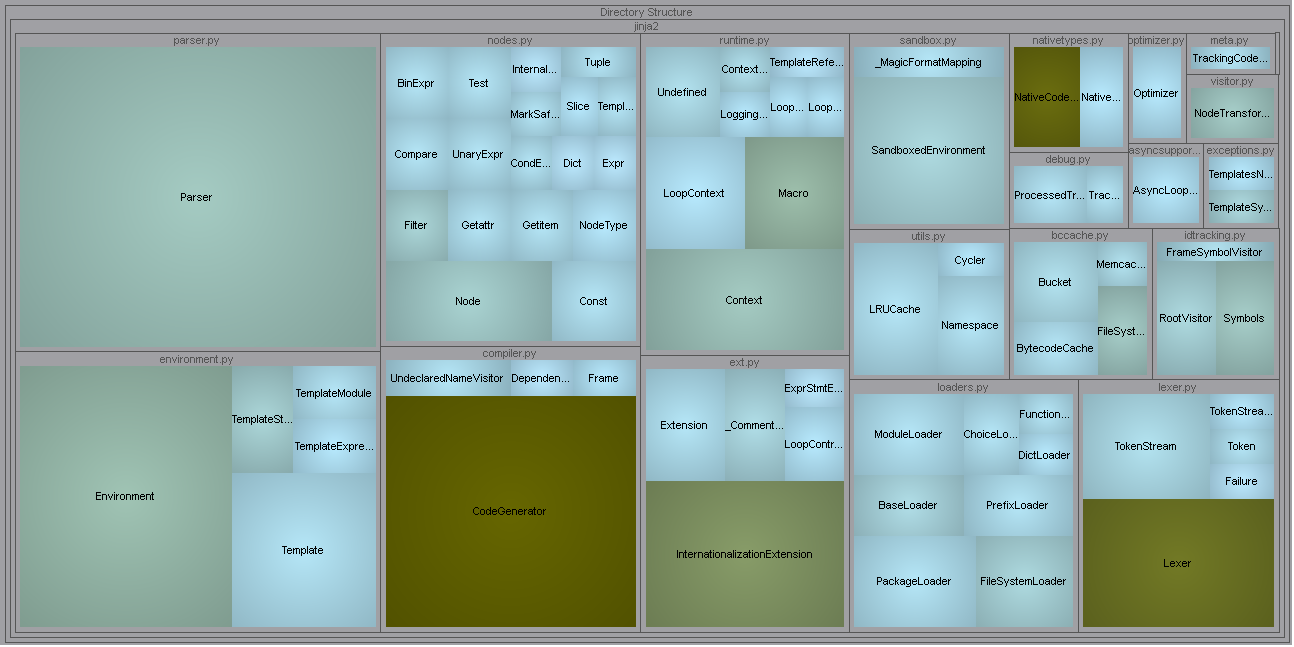 Directory Structure
jinja2
parser.py
Parser
environment.py
Environment
TemplateSt...
TemplateModule
TemplateExpre...
Template
nodes.py
BinExpr
Test
Internal...
Tuple
MarkSaf...
Slice
Templ...
Compare
UnaryExpr
CondE...
Dict
Expr
Filter
Getattr
Getitem
NodeType
Node
Const
compiler.py
UndeclaredNameVisitor
Dependen...
Frame
CodeGenerator
runtime.py
Undefined
Context...
TemplateRefe...
Logging...
Loop...
Loop...
LoopContext
Macro
Context
ext.py
Extension
_Comment...
ExprStmtE...
LoopContr...
InternationalizationExtension
sandbox.py
_MagicFormatMapping
SandboxedEnvironment
utils.py
LRUCache
Cycler
Namespace
nativetypes.py
NativeCode...
Native...
optimizer.py
Optimizer
meta.py
TrackingCode...
visitor.py
NodeTransfor...
debug.py
ProcessedTr...
Trac...
asyncsuppor...
AsyncLoop...
exceptions.py
TemplatesN...
TemplateSy...
bccache.py
Bucket
Memcac...
BytecodeCache
FileSyst...
idtracking.py
FrameSymbolVisitor
RootVisitor
Symbols
loaders.py
ModuleLoader
ChoiceLo...
Function...
DictLoader
BaseLoader
PrefixLoader
PackageLoader
FileSystemLoader
lexer.py
TokenStream
TokenStrea...
Token
Failure
Lexer